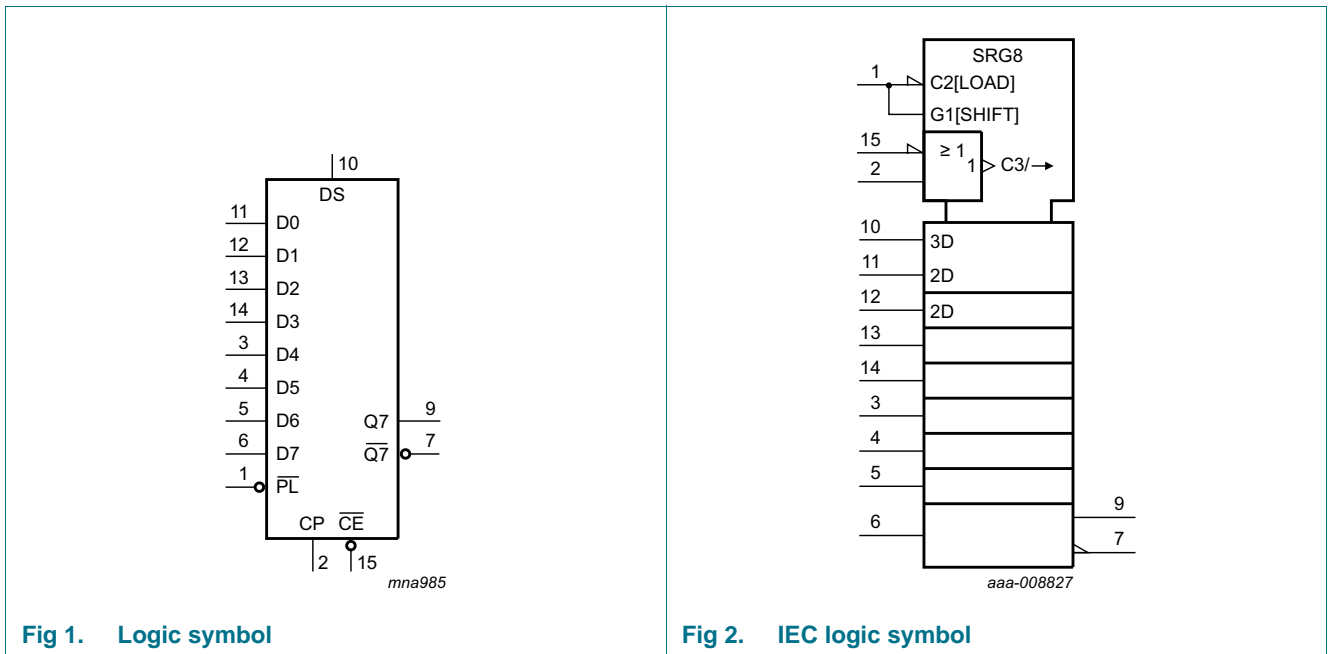 10
DS
11 D0
12 D1
13 D2
14 D3
3 D4
4 D5
5 D6
6 D7
Q7 9
Q7̅ 7
1 P̅L̅
CP C̅E̅
2 15
mna985
Fig 1. Logic symbol
SRG8
1 C2[LOAD]
G1[SHIFT]
15 ≥ 1
2 1 C3/→
10 3D
11 2D
12 2D
13
14
3
4
5
6
9
7
aaa-008827
Fig 2. IEC logic symbol